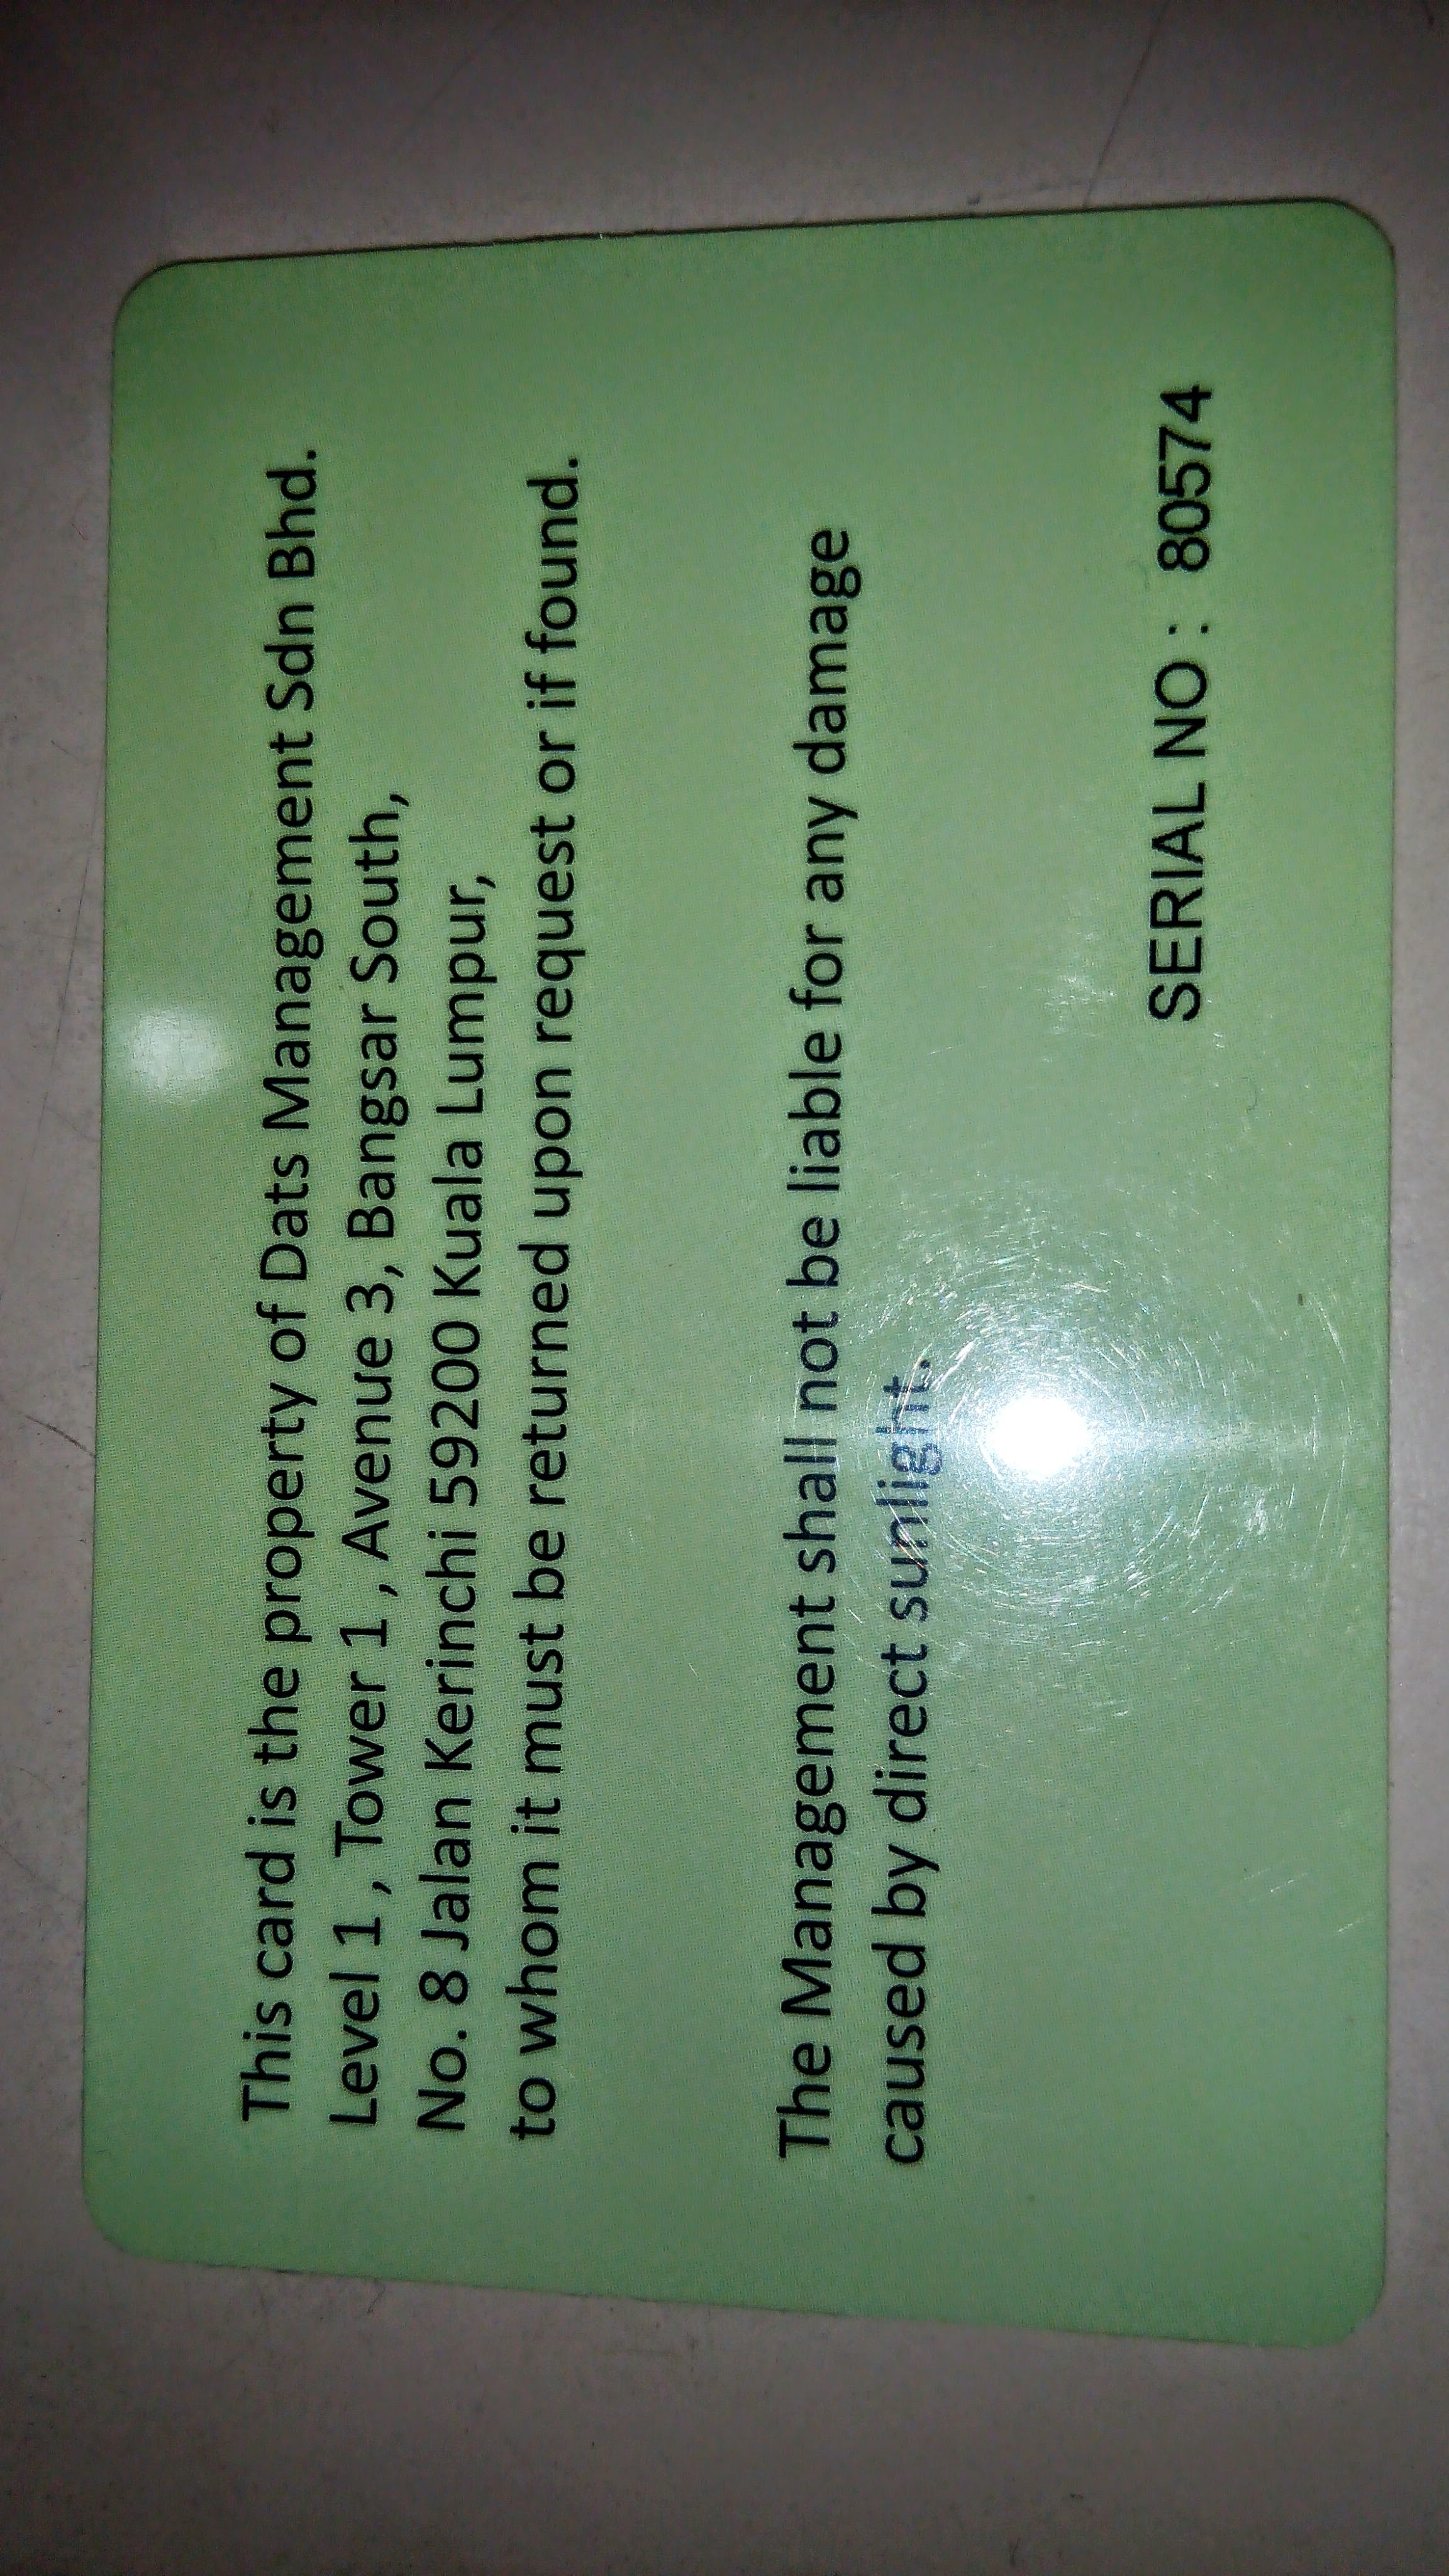 This card is the property of Dats Management Sdn Bhd.
Level 1 , Tower 1 , Avenue 3, Bangsar South,
No. 8 Jalan Kerinchi 59200 Kuala Lumpur,
to whom it must be returned upon request or if found.
The Management shall not be liable for any damage
caused by direct sunlight.
SERIAL NO : 80574